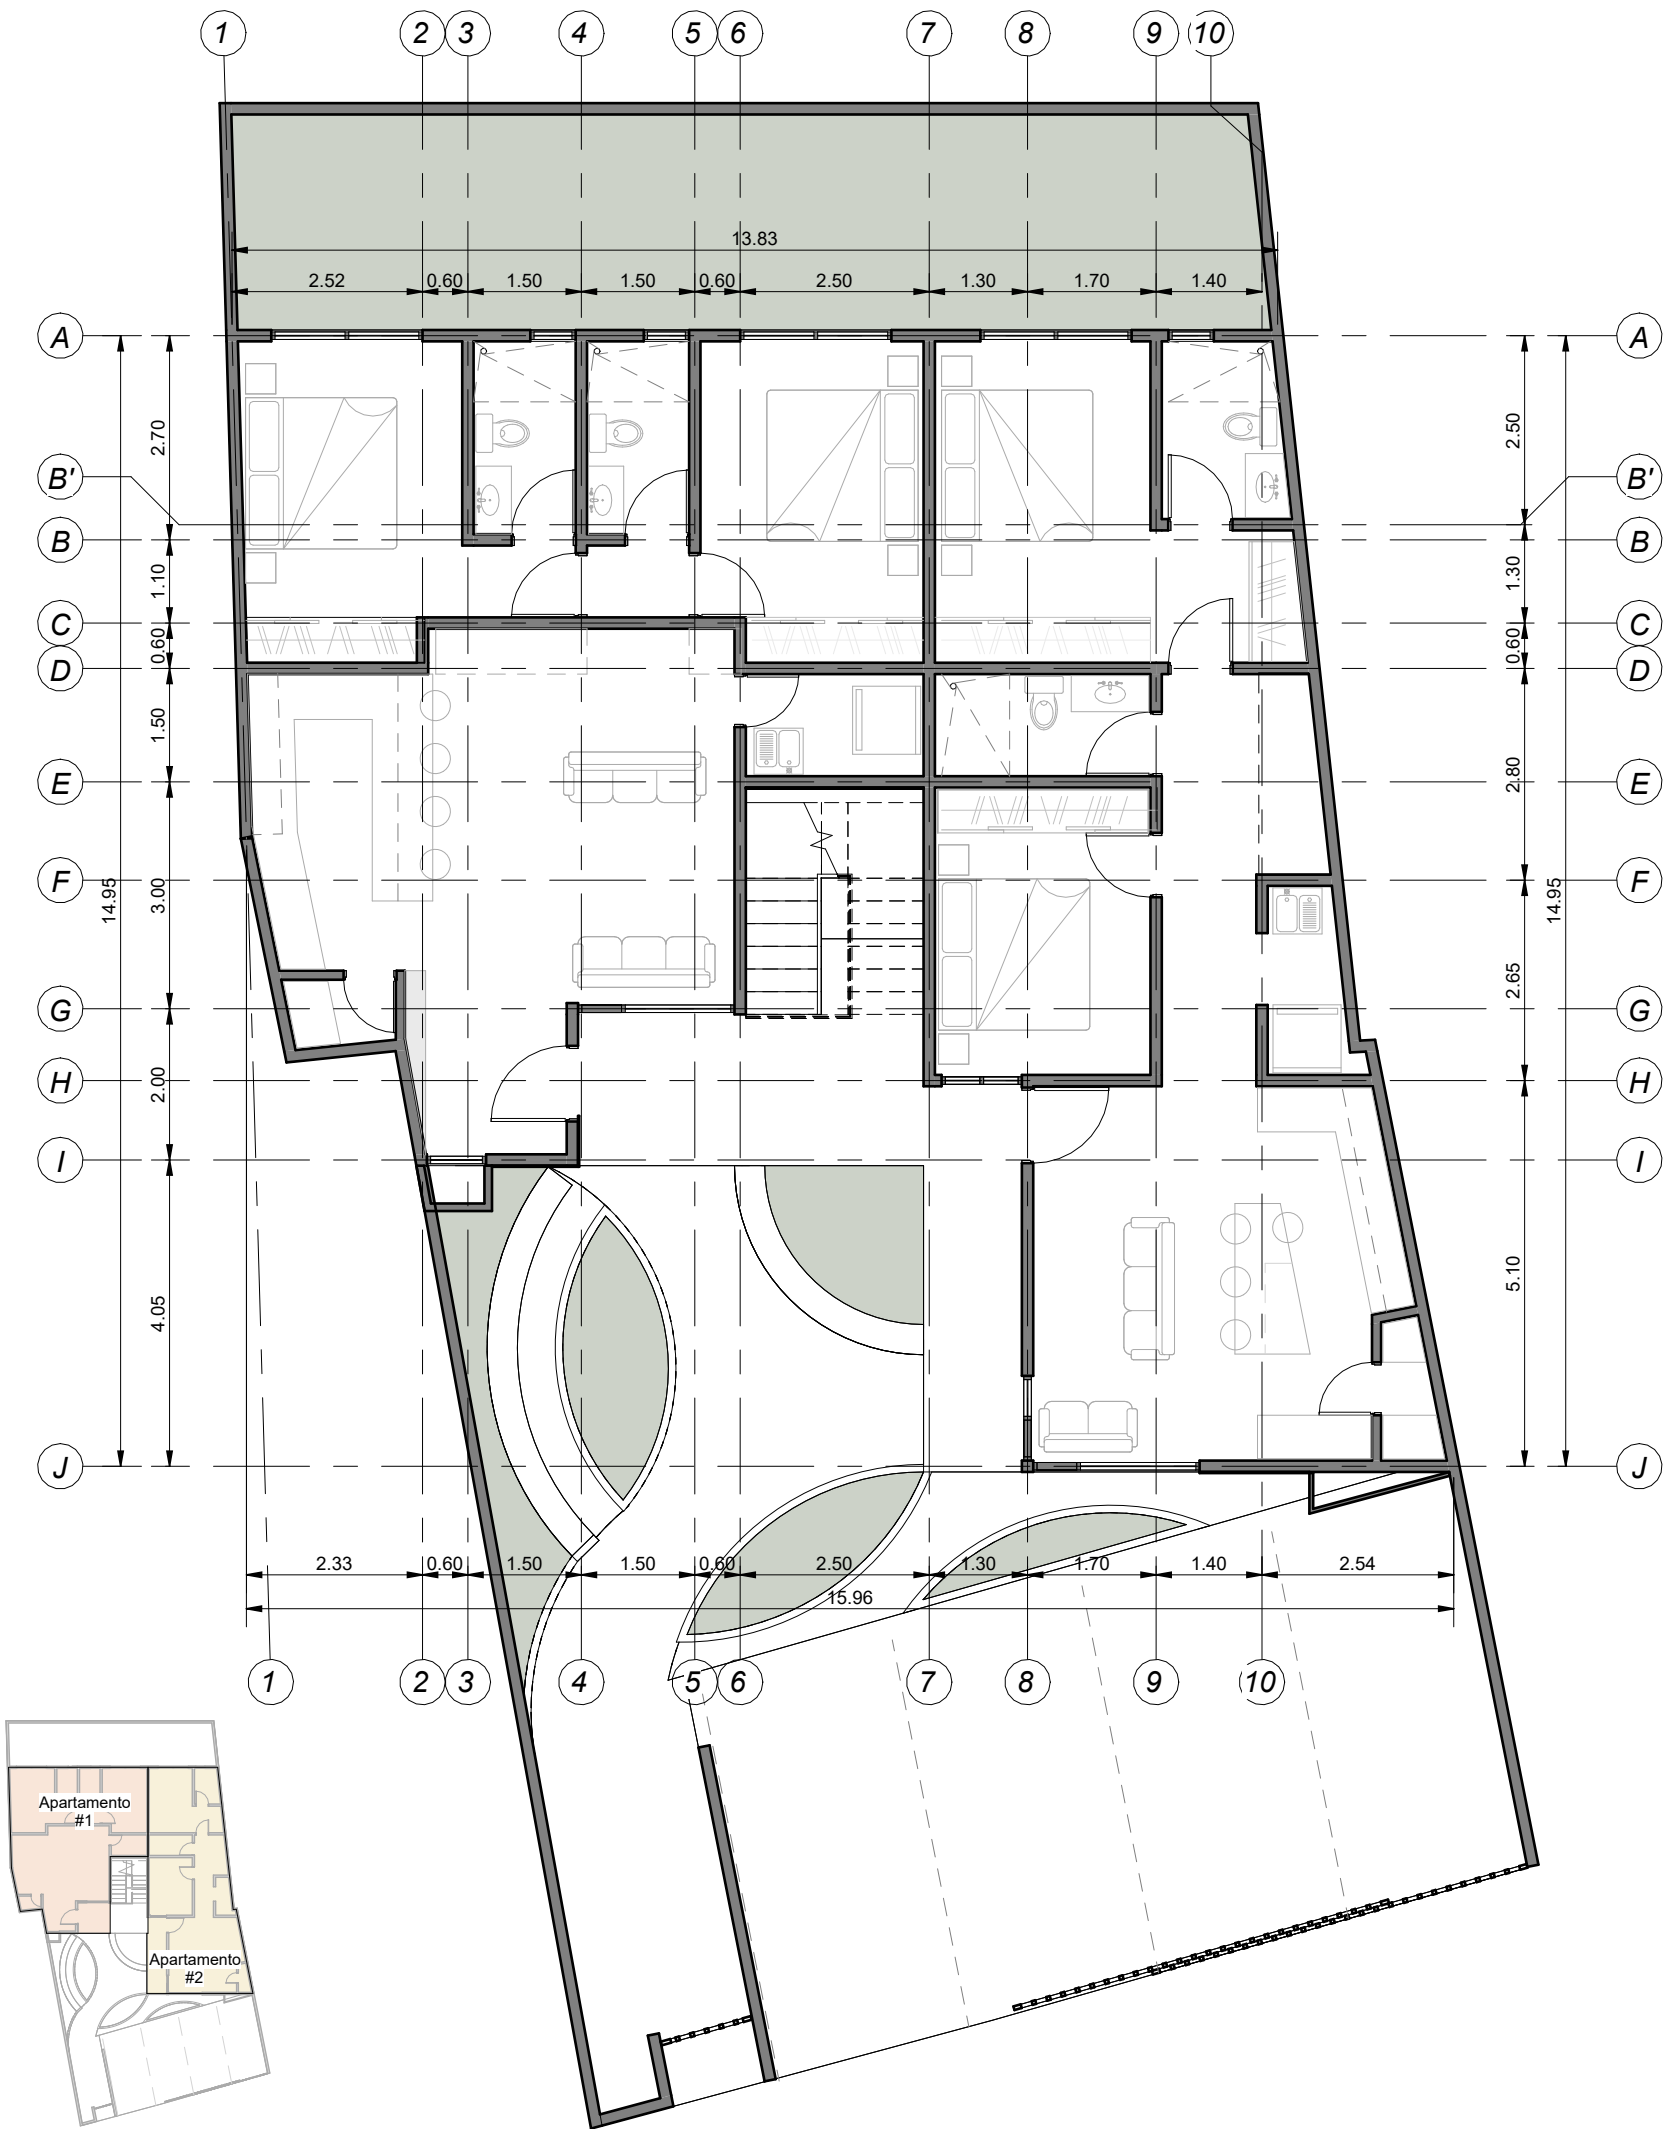 1 2 3 4 5 6 7 8 9 10
13.83
2.52 0.60 1.50 1.50 0.60 2.50 1.30 1.70 1.40
A A
2.70 2.50
B' B'
B B
1.10 1.30
C C
0.60 0.60
D D
1.50
E 2.80 E
F F
14.95 3.00 14.95
2.65
G G
H H
2.00
I I
4.05 5.10
J J
2.33 0.60 1.50 1.50 0.60 2.50 1.30 1.70 1.40 2.54
15.96
1 2 3 4 5 6 7 8 9 10
Apartamento
#1
Apartamento
#2